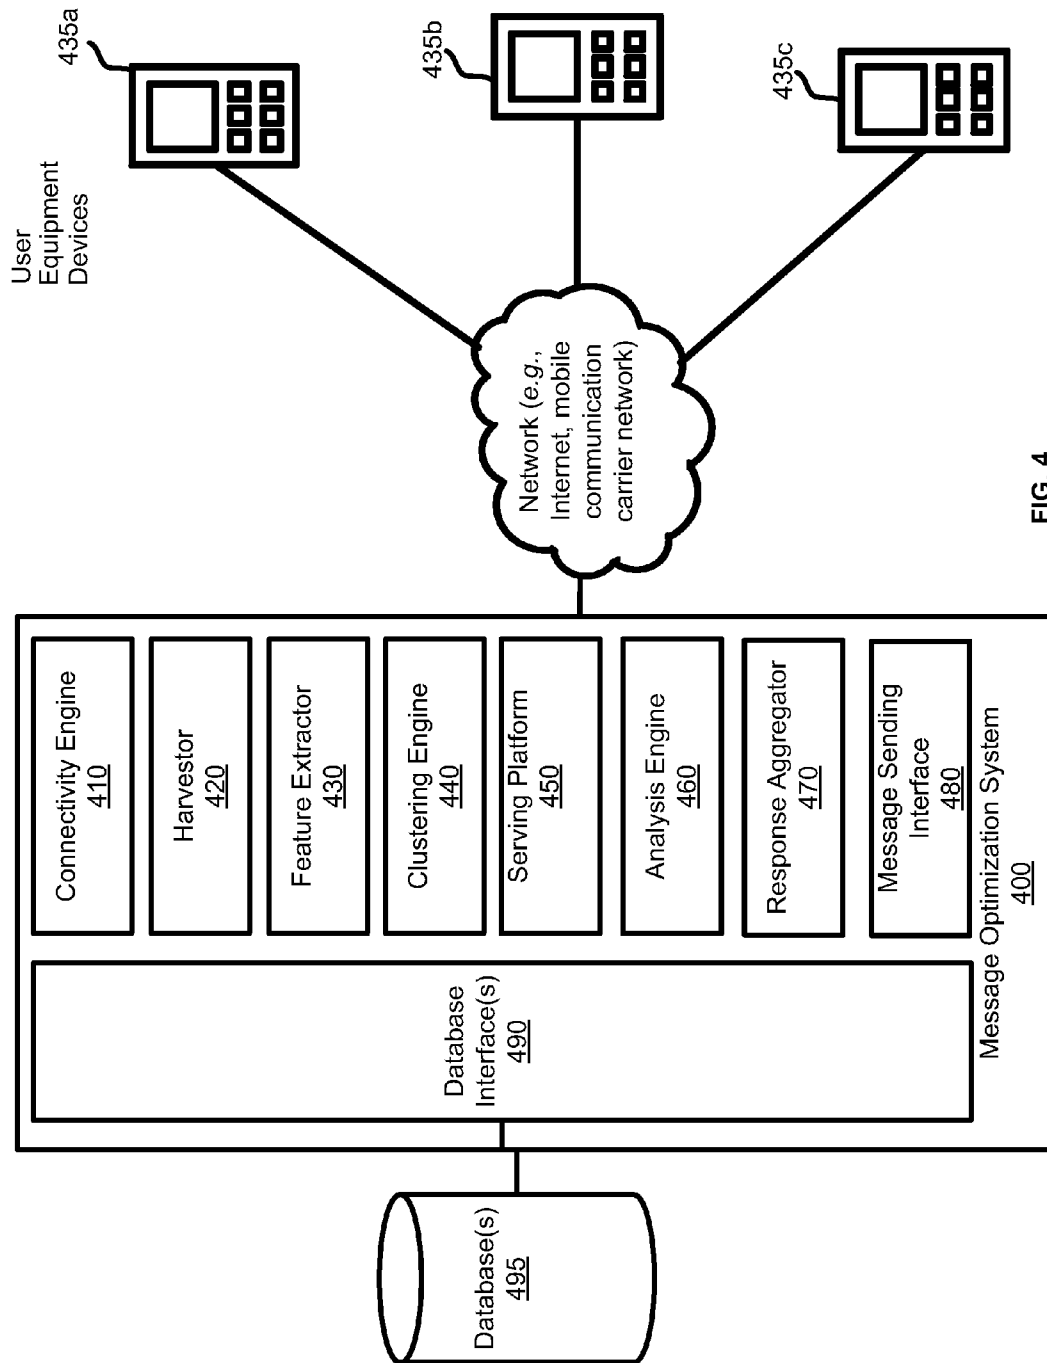 Database(s)
495
Database
Interface(s)
490
Connectivity Engine
410
Harvestor
420
Feature Extractor
430
Clustering Engine
440
Serving Platform
450
Analysis Engine
460
Response Aggregator
470
Message Sending
Interface
480
Message Optimization System
400
Network (e.g.,
Internet, mobile
communication
carrier network)
User
Equipment
Devices
435a
435b
435c
FIG. 4